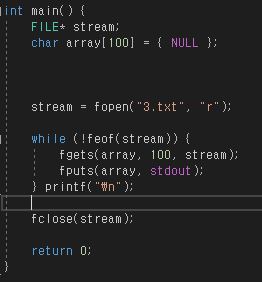 int main() {
FILE* stream;
char array[100] = { NULL };
stream = fopen("3.txt", "r");
while (!feof(stream)) {
fgets(array, 100, stream);
fputs(array, stdout);
} printf("₩n");
fclose(stream);
return 0;
}